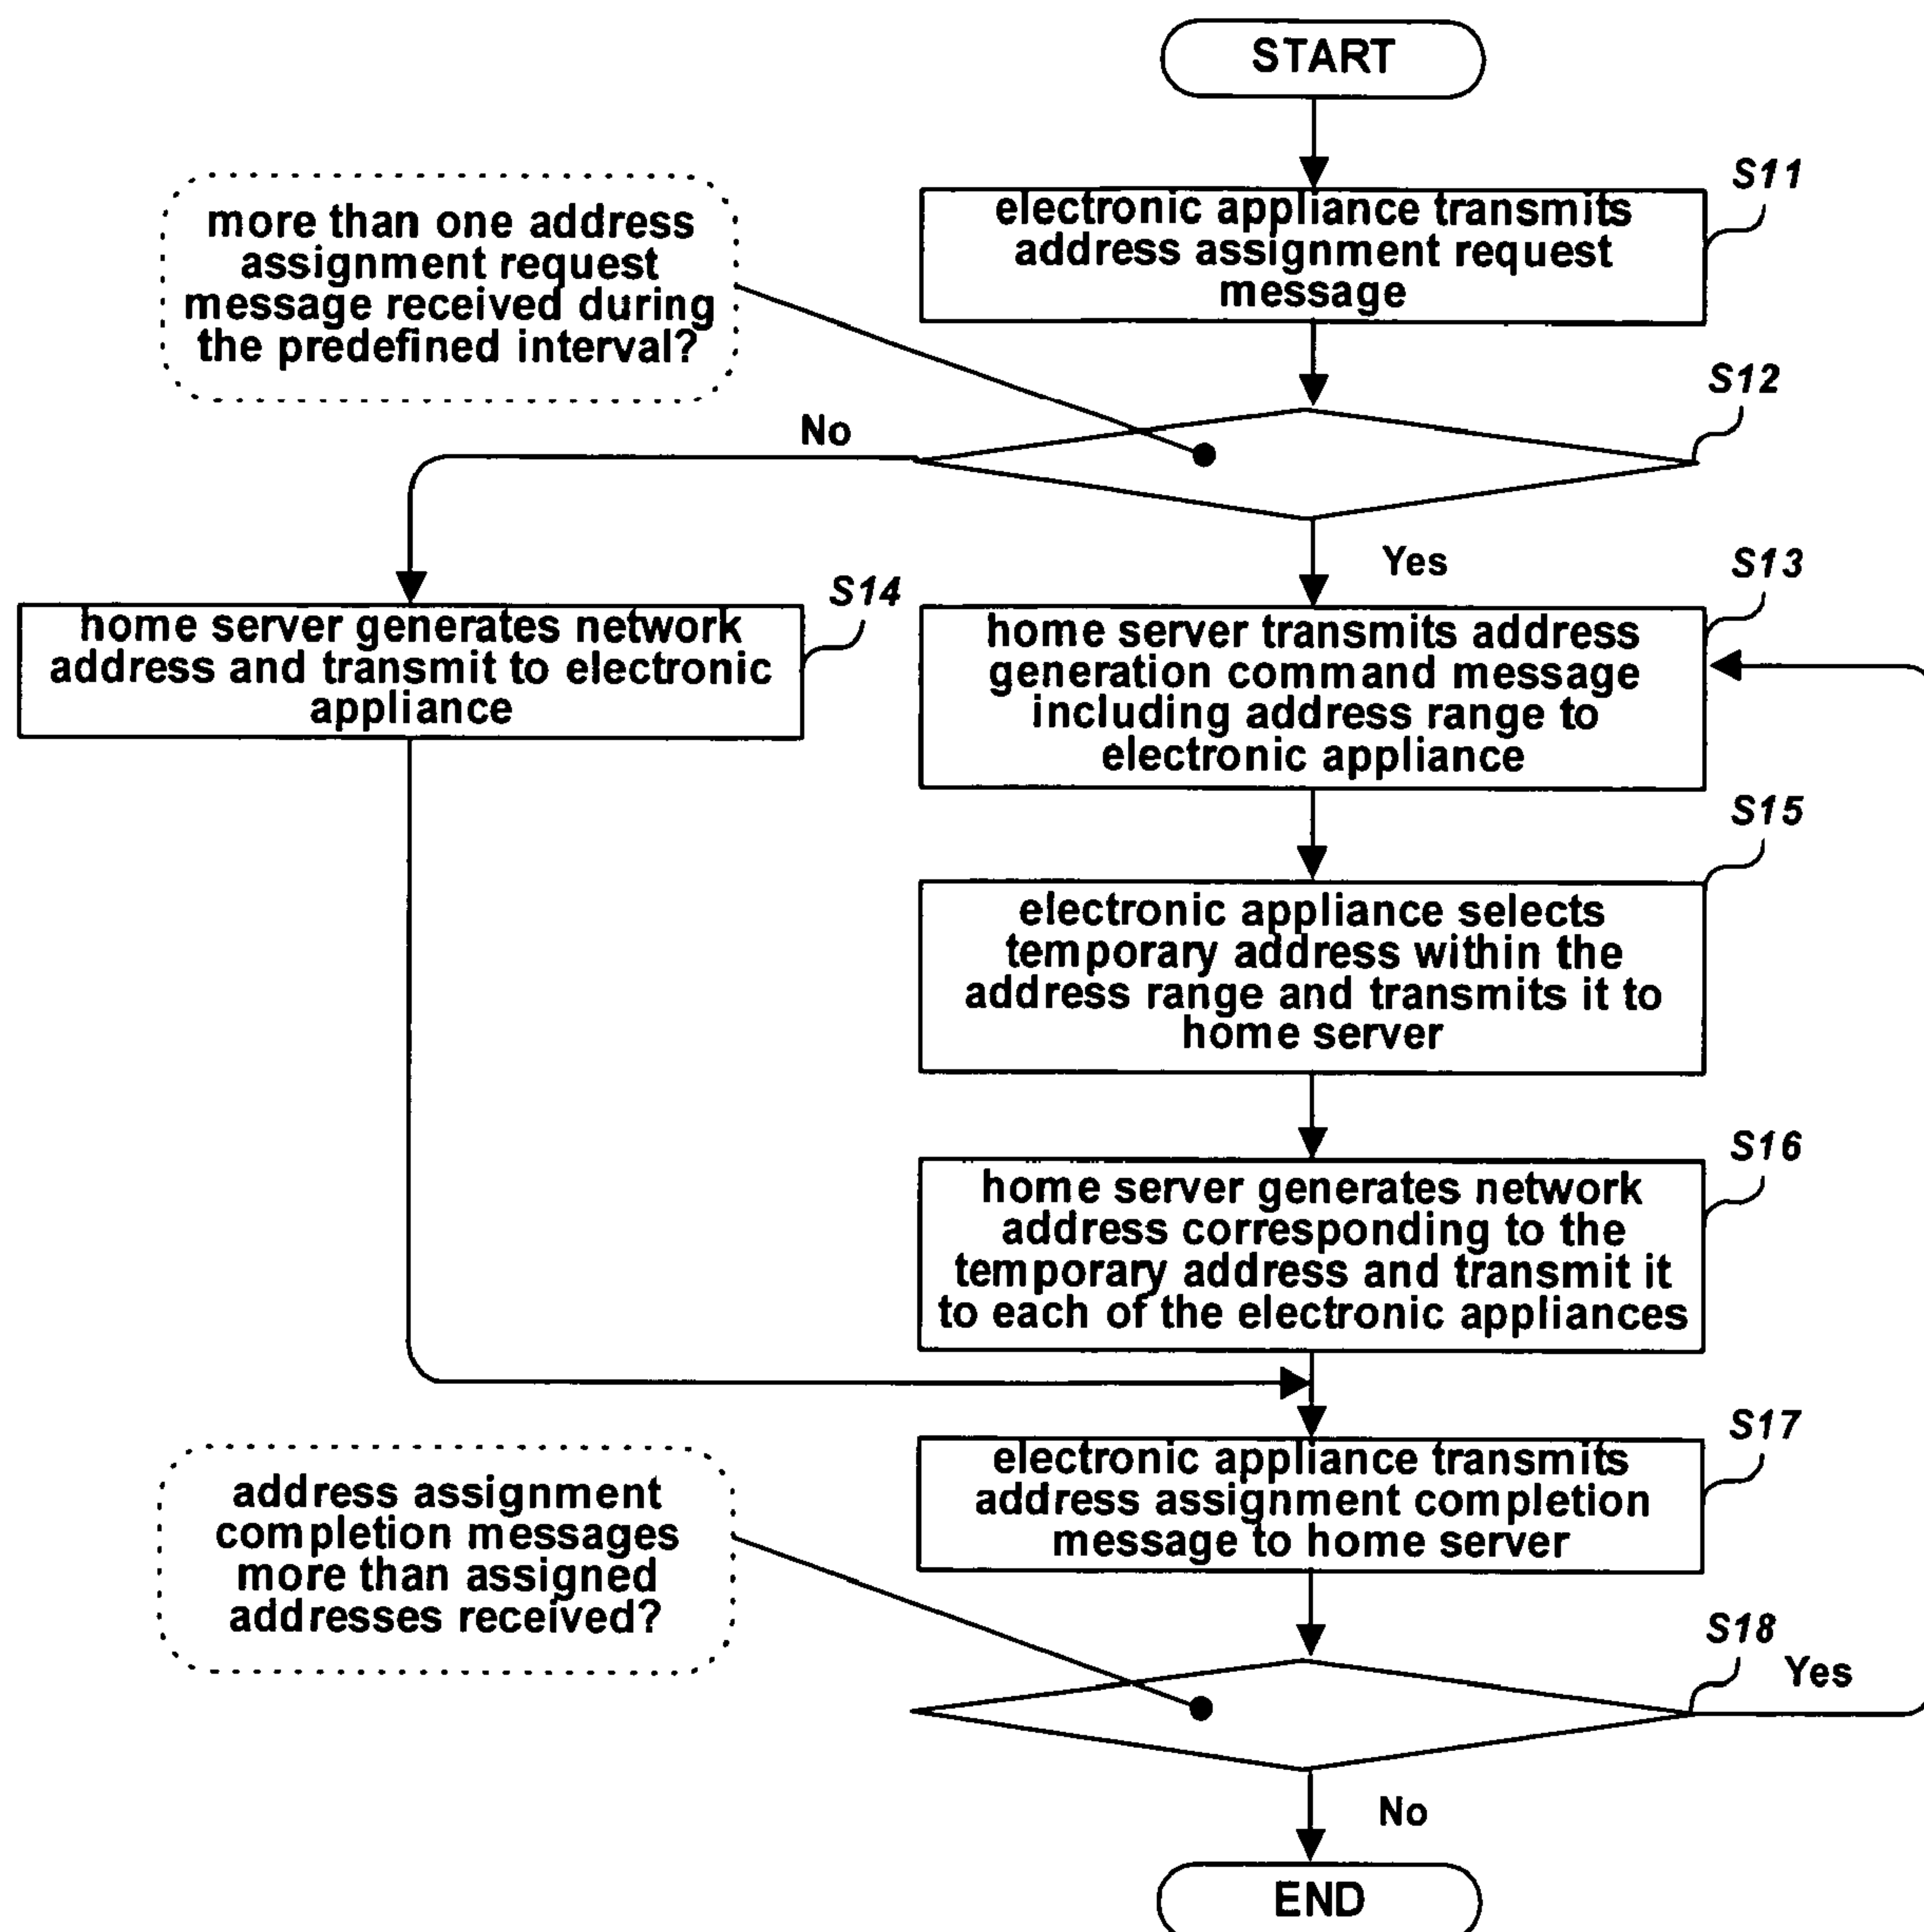 START
S11
electronic appliance transmits
address assignment request
message
more than one address
assignment request
message received during
the predefined interval?
S12
No
Yes
S13
S14
home server generates network
address and transmit to electronic
appliance
home server transmits address
generation command message
including address range to
electronic appliance
S15
electronic appliance selects
temporary address within the
address range and transmits it to
home server
S16
home server generates network
address corresponding to the
temporary address and transmit it
to each of the electronic appliances
S17
electronic appliance transmits
address assignment completion
message to home server
address assignment
completion messages
more than assigned
addresses received?
S18
Yes
No
END